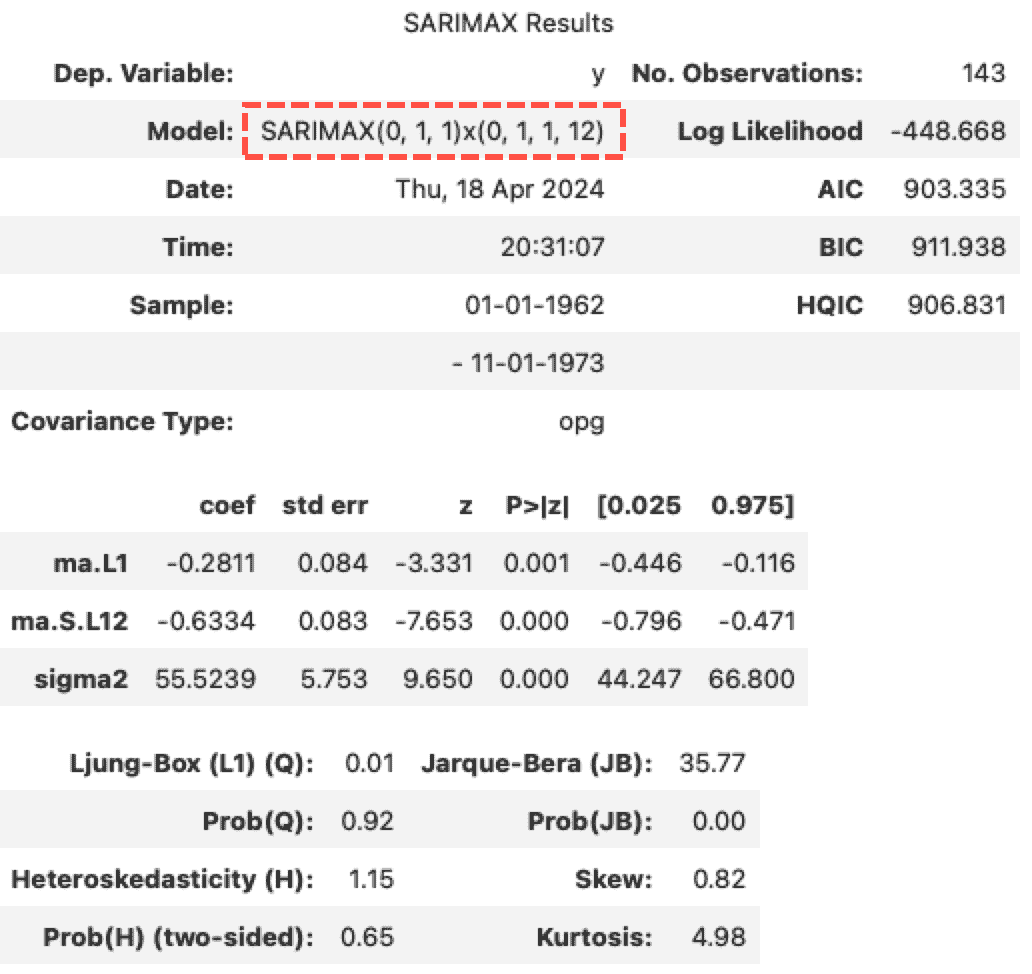 SARIMAX Results
Dep. Variable: y No. Observations: 143
Model: SARIMAX(0, 1, 1)x(0, 1, 1, 12) Log Likelihood -448.668
Date: Thu, 18 Apr 2024 AIC 903.335
Time: 20:31:07 BIC 911.938
Sample: 01-01-1962 HQIC 906.831
- 11-01-1973
Covariance Type: opg
coef std err z P>|z| [0.025 0.975]
ma.L1 -0.2811 0.084 -3.331 0.001 -0.446 -0.116
ma.S.L12 -0.6334 0.083 -7.653 0.000 -0.796 -0.471
sigma2 55.5239 5.753 9.650 0.000 44.247 66.800
Ljung-Box (L1) (Q): 0.01 Jarque-Bera (JB): 35.77
Prob(Q): 0.92 Prob(JB): 0.00
Heteroskedasticity (H): 1.15 Skew: 0.82
Prob(H) (two-sided): 0.65 Kurtosis: 4.98